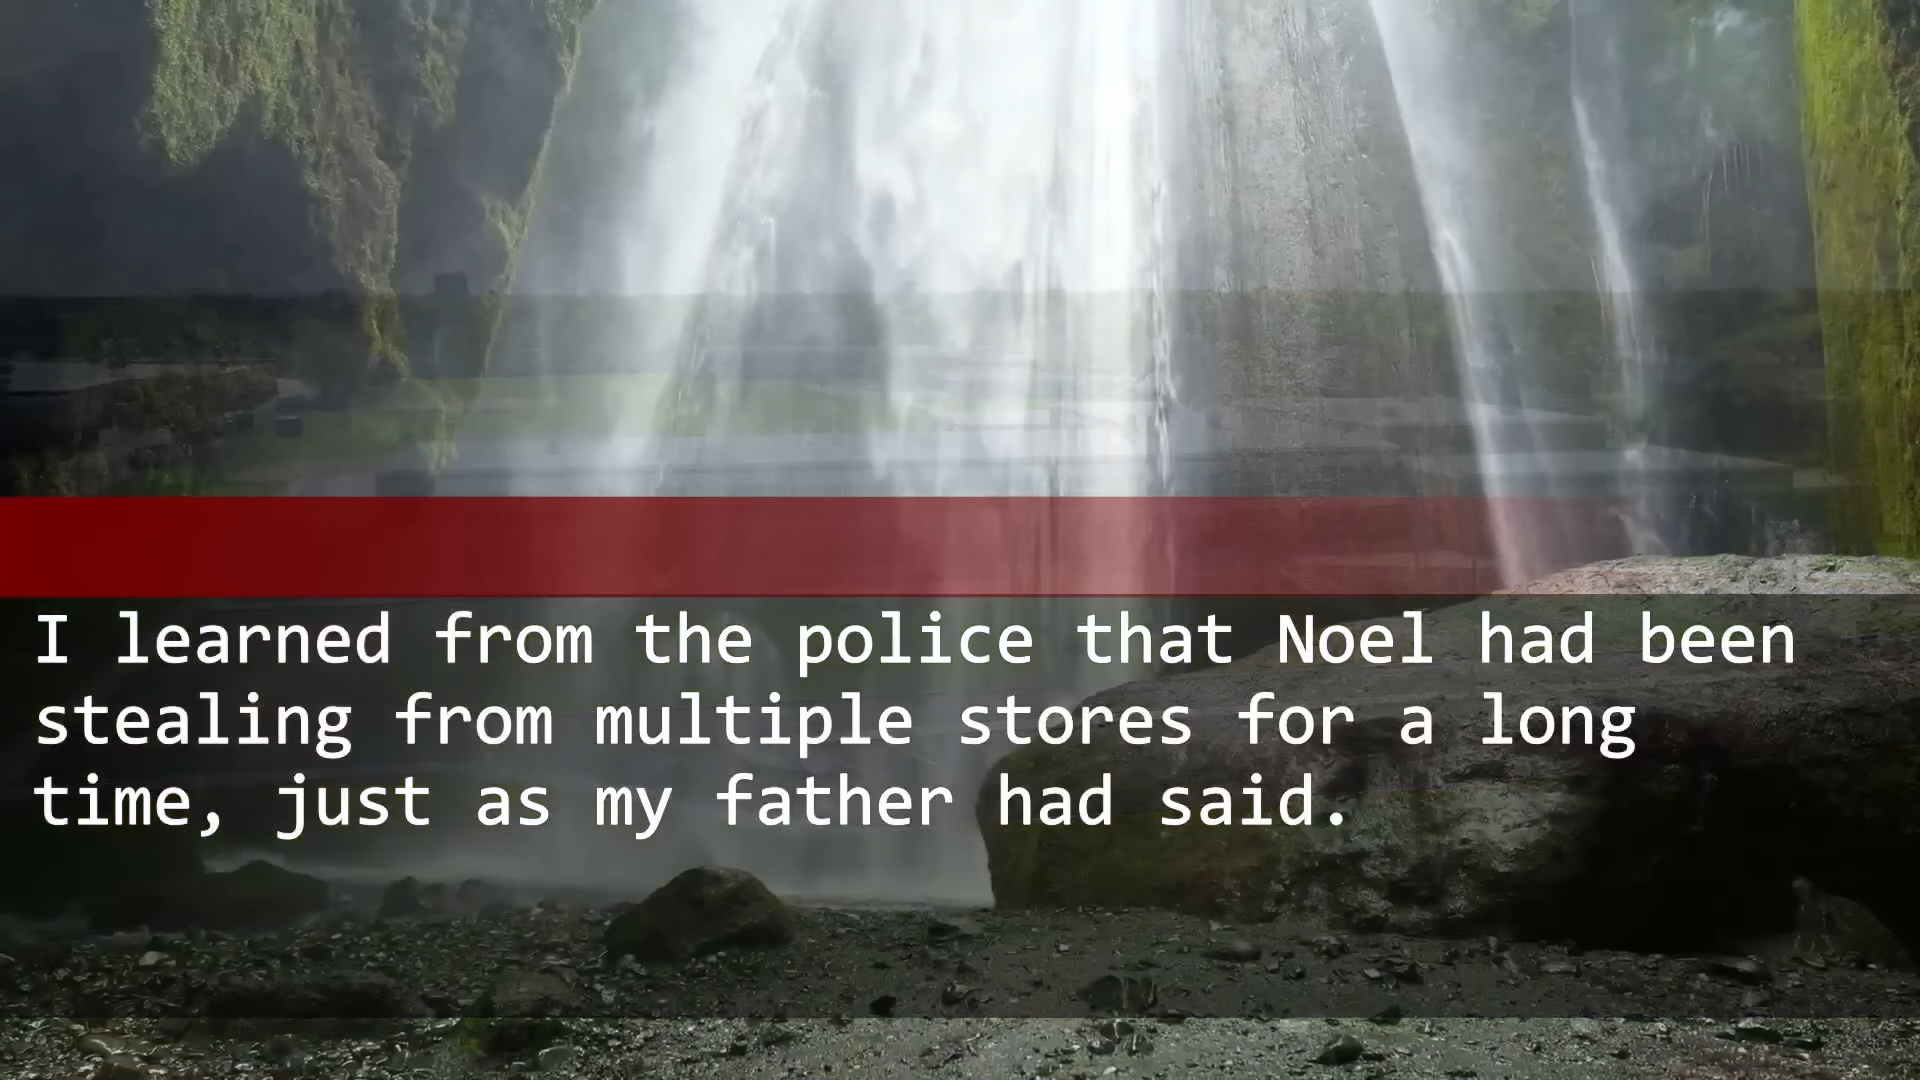 I learned from the police that Noel had been
stealing from multiple stores for a long
time, just as my father had said.